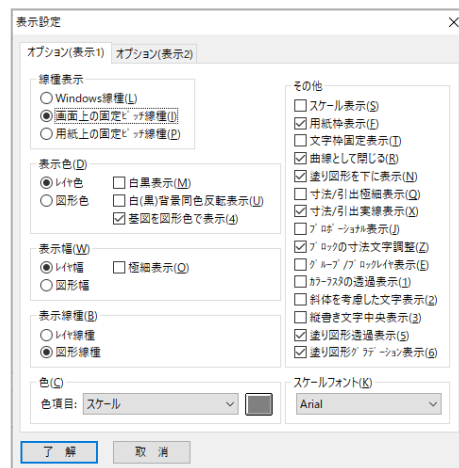 表示設定
オプション(表示1)
オプション(表示2)
線種表示
Windows線種(L)
画面上の固定ピッチ線種(I)
用紙上の固定ピッチ線種(P)
表示色(D)
レイヤ色
白黒表示(M)
図形色
白(黒)背景同色反転表示(U)
基図を図形色で表示(4)
表示幅(W)
レイヤ幅
極細表示(O)
図形幅
表示線種(B)
レイヤ線種
図形線種
色(C)
色項目:
スケール
その他
スケール表示(S)
用紙枠表示(F)
文字枠固定表示(T)
曲線として閉じる(R)
塗り図形を下に表示(N)
寸法/引出極細表示(Q)
寸法/引出実線表示(X)
プロポーショナル表示(J)
ブロックの寸法文字調整(Z)
グループ/ブロックレイヤ表示(E)
カラーラスタの透過表示(1)
斜体を考慮した文字表示(2)
縦書き文字中央表示(3)
塗り図形透過表示(5)
塗り図形グラデーション表示(6)
スケールフォント(K)
Arial
了 解
取 消